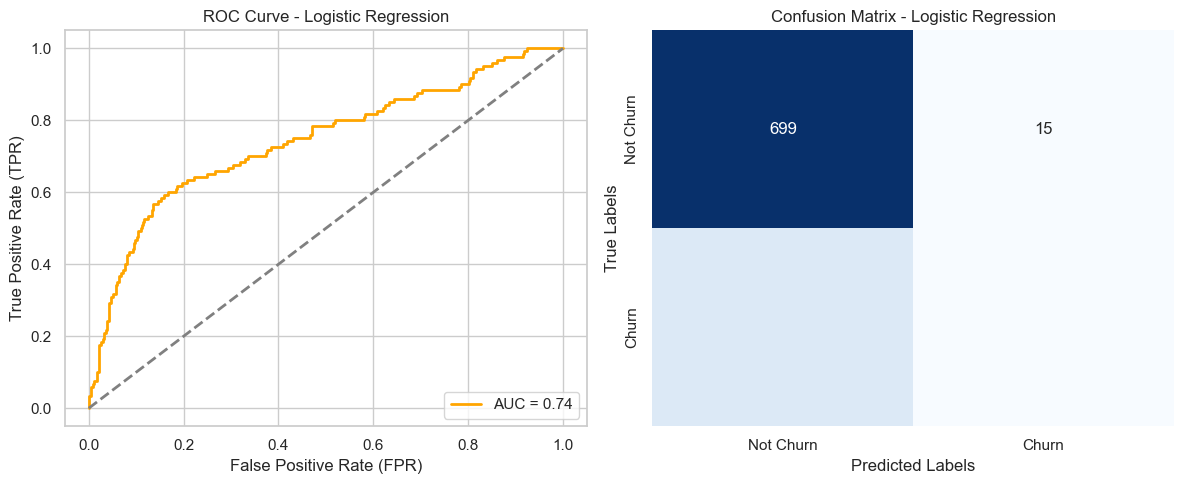 ROC Curve - Logistic Regression
True Positive Rate (TPR)
1.0
0.8
0.6
0.4
0.2
0.0
0.0 0.2 0.4 0.6 0.8 1.0
False Positive Rate (FPR)
AUC = 0.74
Confusion Matrix - Logistic Regression
True Labels
Not Churn
Churn
699 15
Not Churn Churn
Predicted Labels